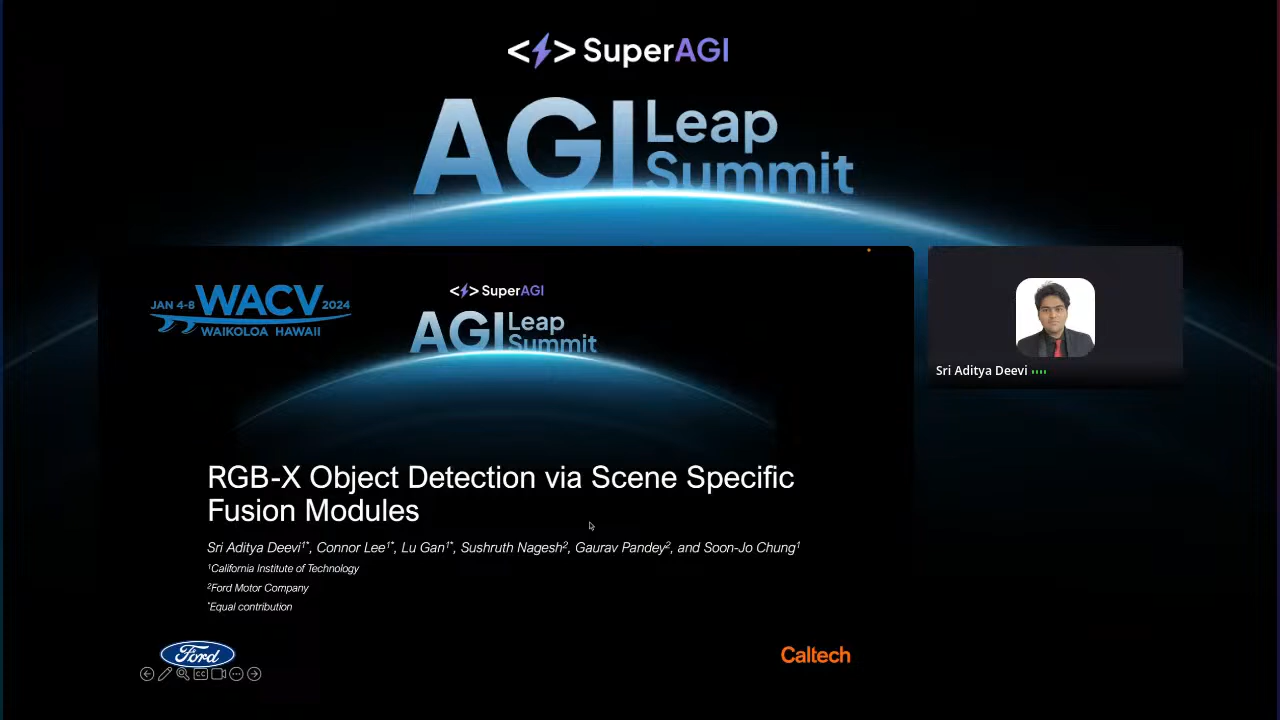 <⚡> SuperAGI
AGI Leap Summit
JAN 4-8 WACV 2024
WAIKOLOA HAWAII
<⚡> SuperAGI
AGI Leap Summit
Sri Aditya Deevi
RGB-X Object Detection via Scene Specific
Fusion Modules
Sri Aditya Deevi¹*, Connor Lee¹*, Lu Gan¹*, Sushruth Nagesh², Gaurav Pandey², and Soon-Jo Chung¹
¹California Institute of Technology
²Ford Motor Company
*Equal contribution
Ford
Caltech
CC